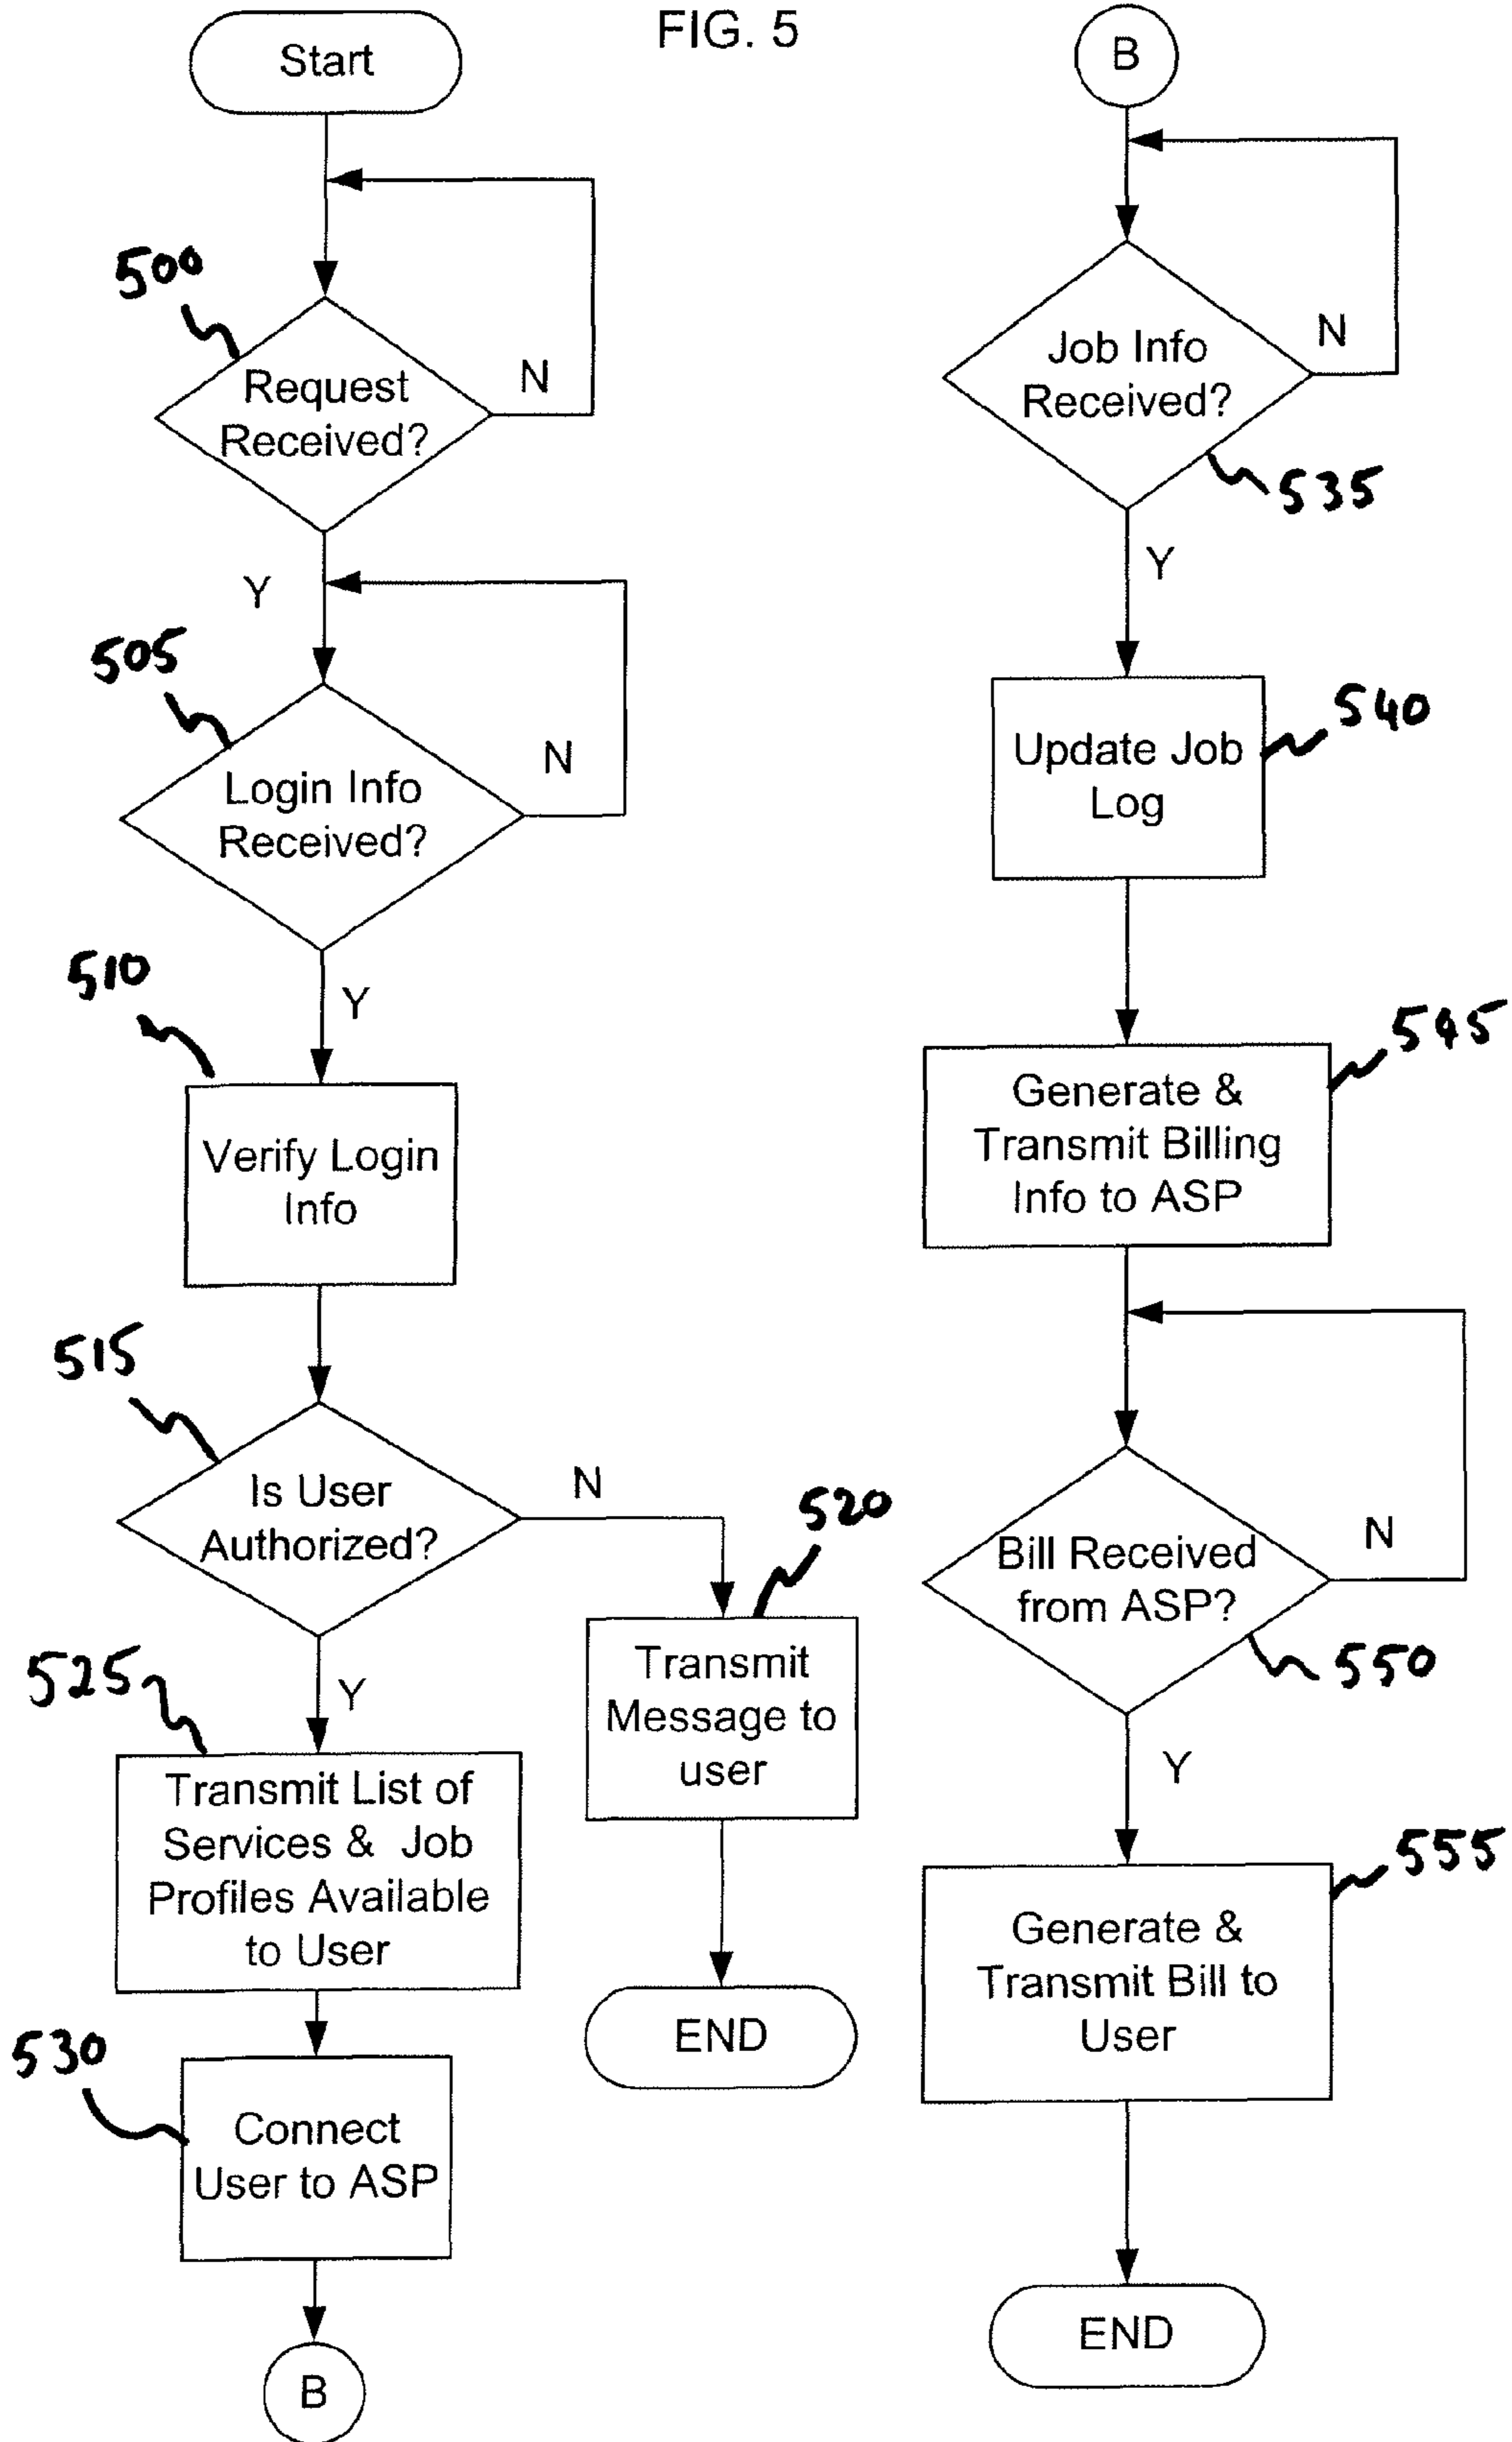 FIG. 5
Start
500
Request
Received?
N
Y
505
Login Info
Received?
N
510
Y
Verify Login
Info
515
Is User
Authorized?
N
520
Transmit
Message to
user
END
525
Y
Transmit List of
Services & Job
Profiles Available
to User
530
Connect
User to ASP
B
B
Job Info
Received?
N
535
Y
Update Job
Log
540
545
Generate &
Transmit Billing
Info to ASP
Bill Received
from ASP?
N
550
Y
555
Generate &
Transmit Bill to
User
END